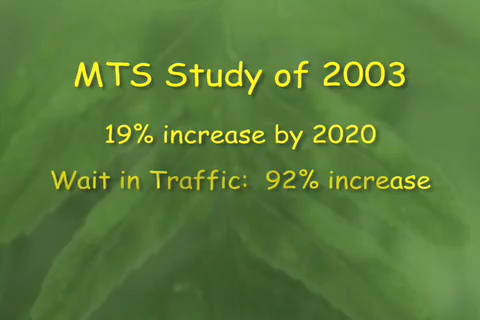 MTS Study of 2003
19% increase by 2020
Wait in Traffic: 92% increase